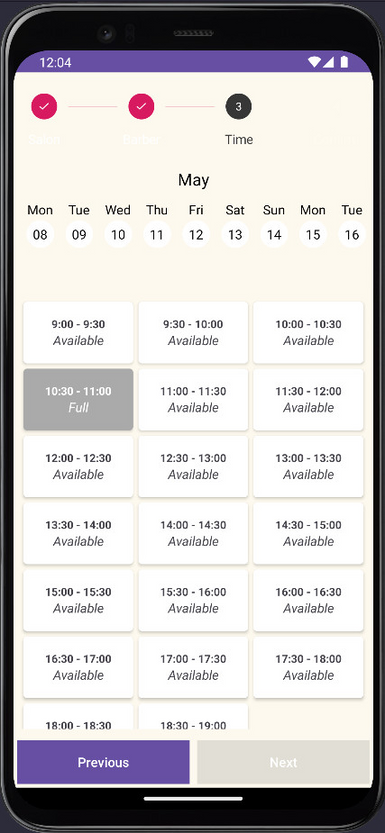 12:04
3
Salon Barber Time
May
Mon Tue Wed Thu Fri Sat Sun Mon Tue
08 09 10 11 12 13 14 15 16
9:00 - 9:30 9:30 - 10:00 10:00 - 10:30
Available Available Available
10:30 - 11:00 11:00 - 11:30 11:30 - 12:00
Full Available Available
12:00 - 12:30 12:30 - 13:00 13:00 - 13:30
Available Available Available
13:30 - 14:00 14:00 - 14:30 14:30 - 15:00
Available Available Available
15:00 - 15:30 15:30 - 16:00 16:00 - 16:30
Available Available Available
16:30 - 17:00 17:00 - 17:30 17:30 - 18:00
Available Available Available
18:00 - 18:30 18:30 - 19:00
Previous Next